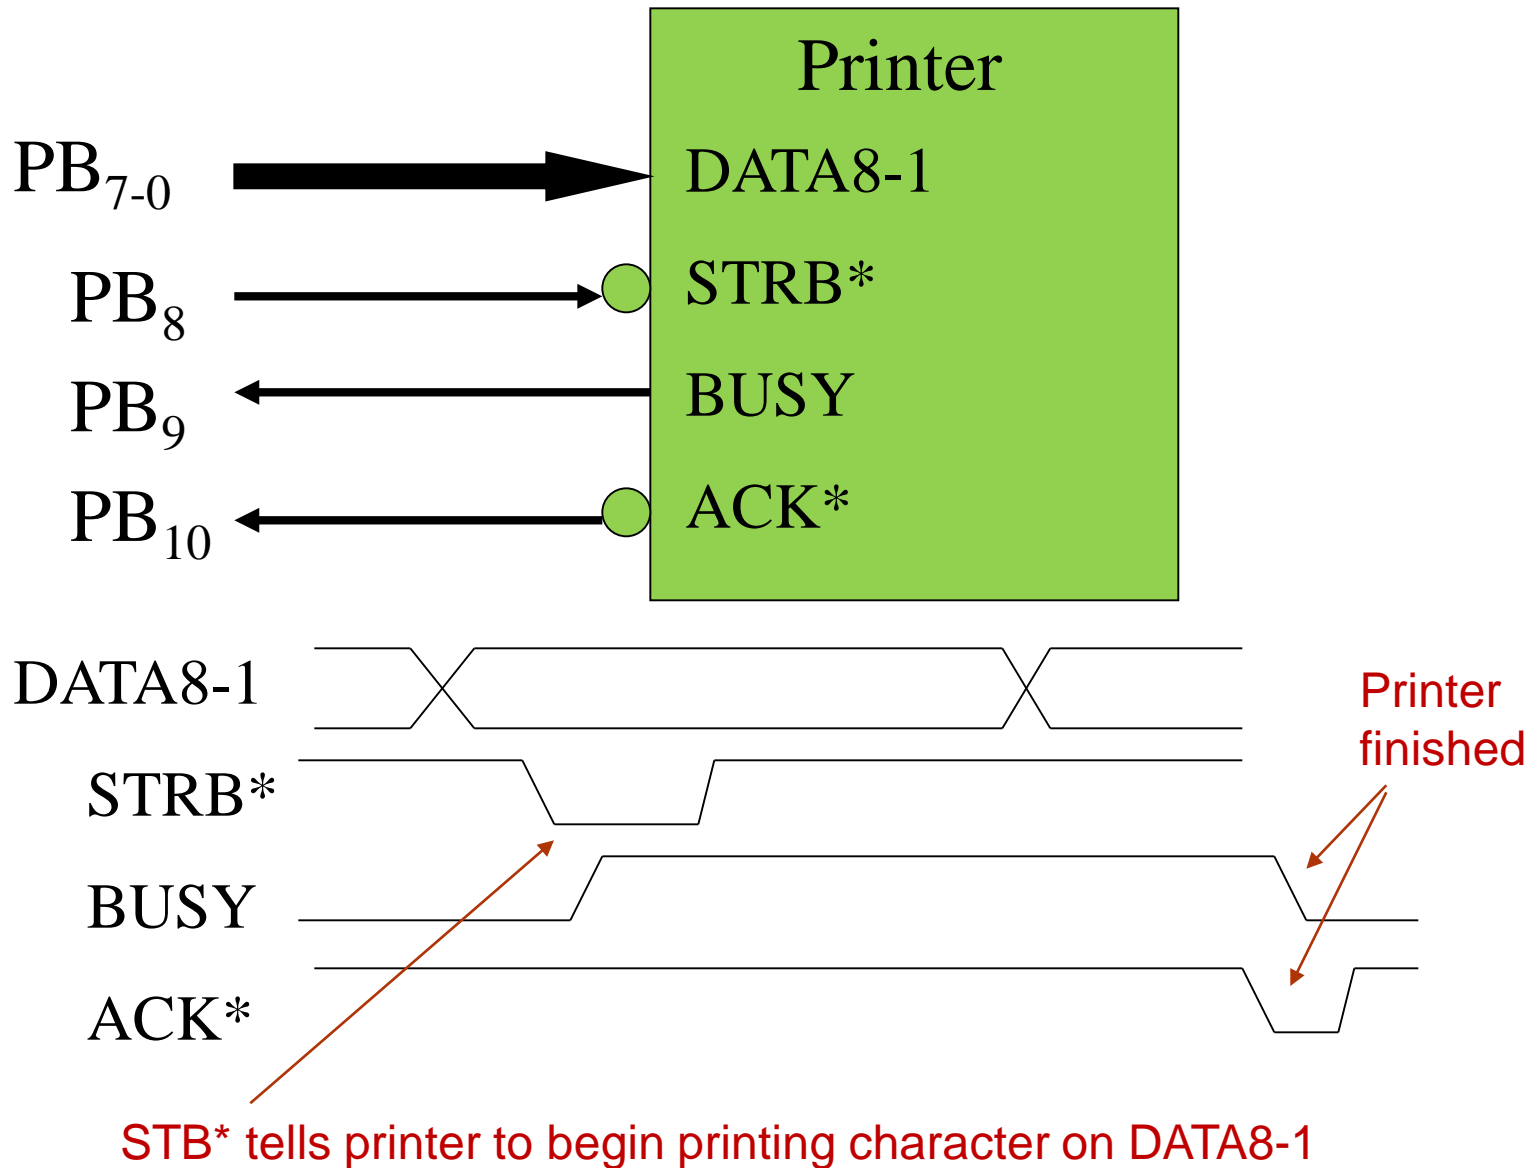 Printer
PB7-0 DATA8-1
PB8 STRB*
PB9 BUSY
PB10 ACK*
DATA8-1
Printer
finished
STRB*
BUSY
ACK*
STB* tells printer to begin printing character on DATA8-1